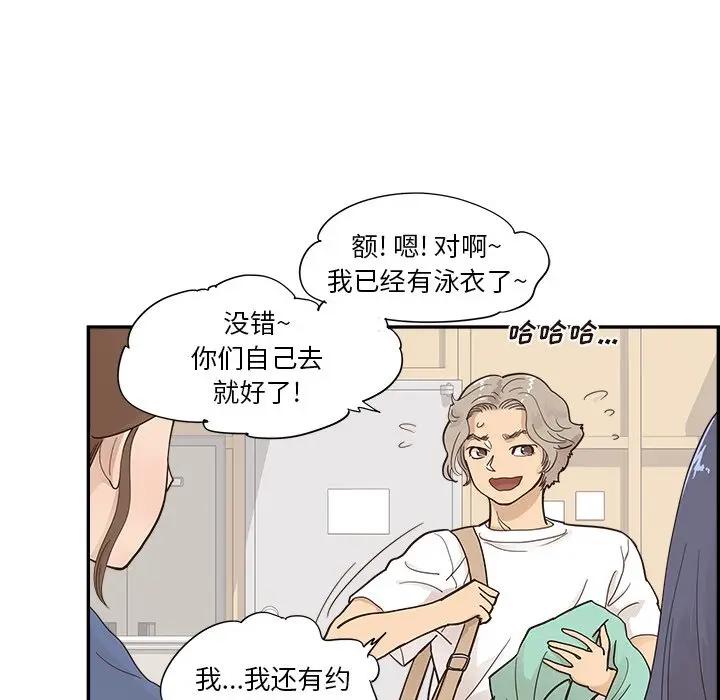 额! 嗯! 对啊~
我已经有泳衣了~
没错~
你们自己去
就好了!
哈哈哈...
我...我还有约